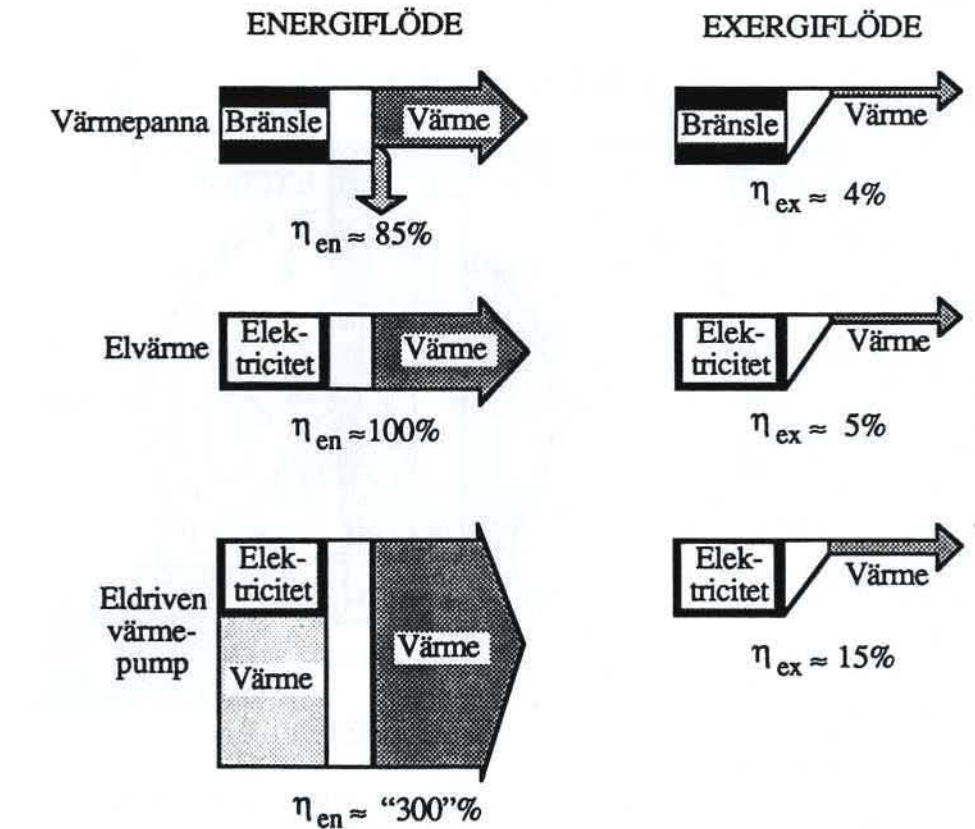 ENERGIFLÖDE
EXERGIFLÖDE
Värmepanna
Bränsle
Värme
η en ≈ 85%
Bränsle
Värme
η ex ≈ 4%
Elvärme
Elek-
tricitet
Värme
η en ≈100%
Elek-
tricitet
Värme
η ex ≈ 5%
Eldriven
värme-
pump
Elek-
tricitet
Värme
Värme
η en ≈ “300”%
Elek-
tricitet
Värme
η ex ≈ 15%